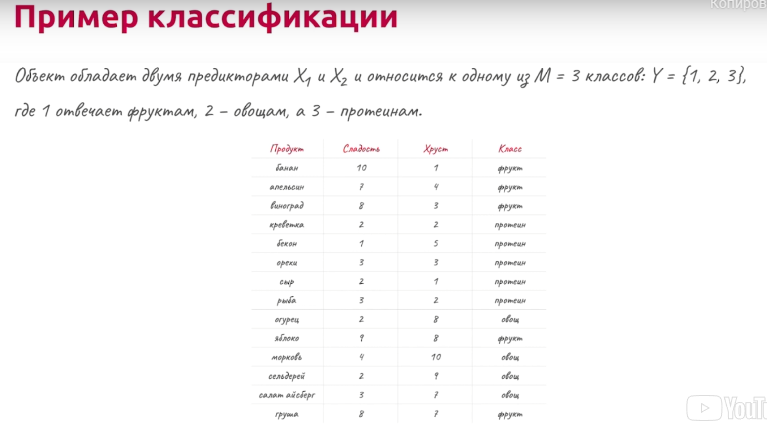 Пример классификации
Копиров
Объект обладает двумя предикторами X₁ и X₂ и относится к одному из M = 3 классов: Y = {1, 2, 3},
где 1 отвечает фруктам, 2 – овощам, а 3 – протеинам.
Продукт Сладость Хруст Класс
банан 10 1 фрукт
апельсин 7 4 фрукт
виноград 8 3 фрукт
креветка 2 2 протеин
бекон 1 5 протеин
орехи 3 3 протеин
сыр 2 1 протеин
рыба 3 2 протеин
огурец 2 8 овощ
яблоко 9 8 фрукт
морковь 4 10 овощ
сельдерей 2 9 овощ
салат айсберг 3 7 овощ
груша 8 7 фрукт
YouT